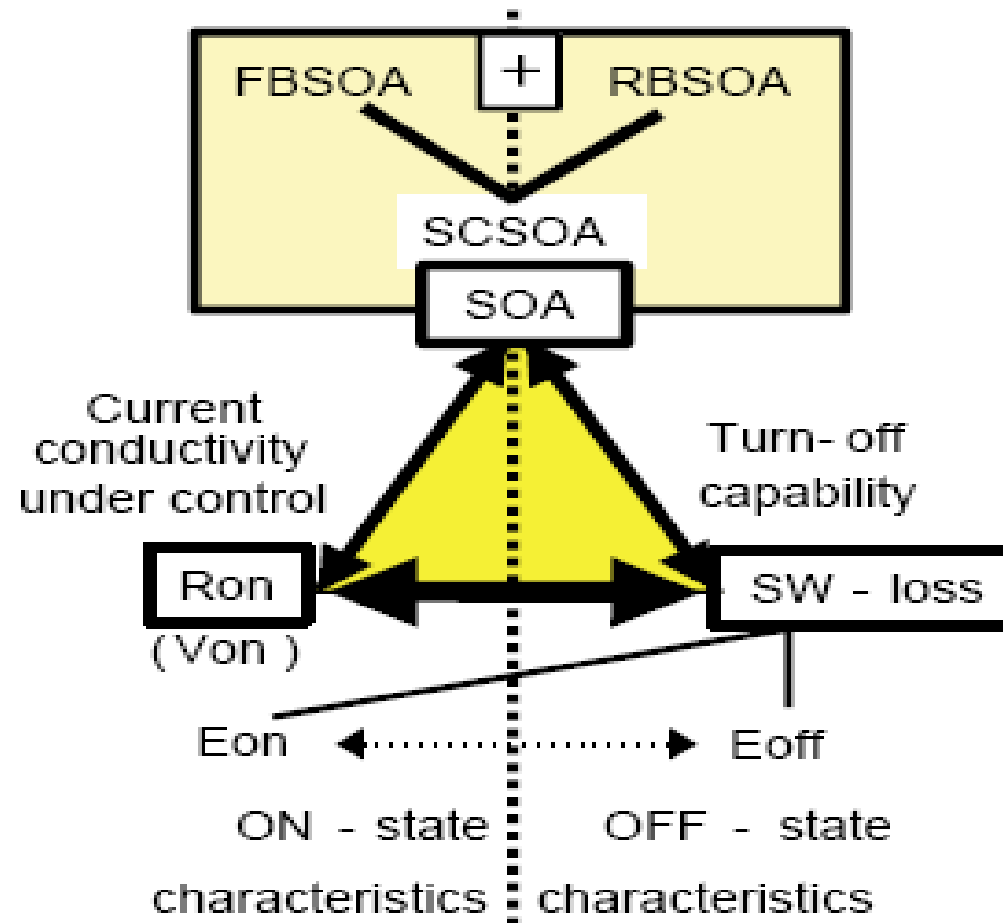 FBSOA + RBSOA
SCSOA
SOA
Current
conductivity
under control
Turn- off
capability
Ron
(Von )
SW - loss
Eon
Eoff
ON - state
characteristics
OFF - state
characteristics